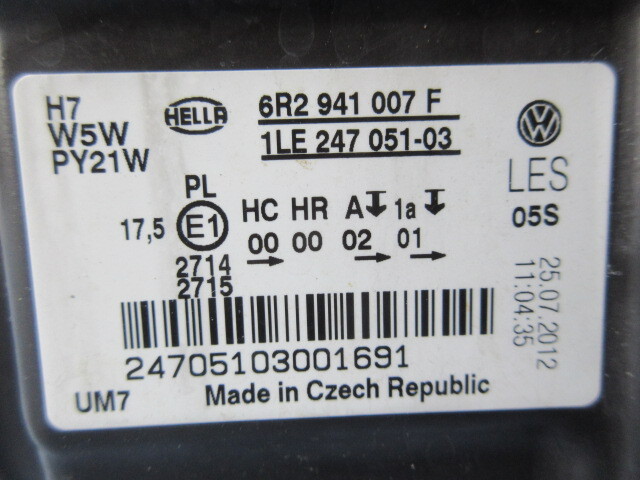 H7
W5W
PY21W
HELLA
6R2 941 007 F
1LE 247 051-03
VW
LES
05S
PL
17,5 E1
HC HR A 1a
00 → 00 02 → 01 →
2714
2715
25.07.2012
11:04:35
24705103001691
UM7
Made in Czech Republic